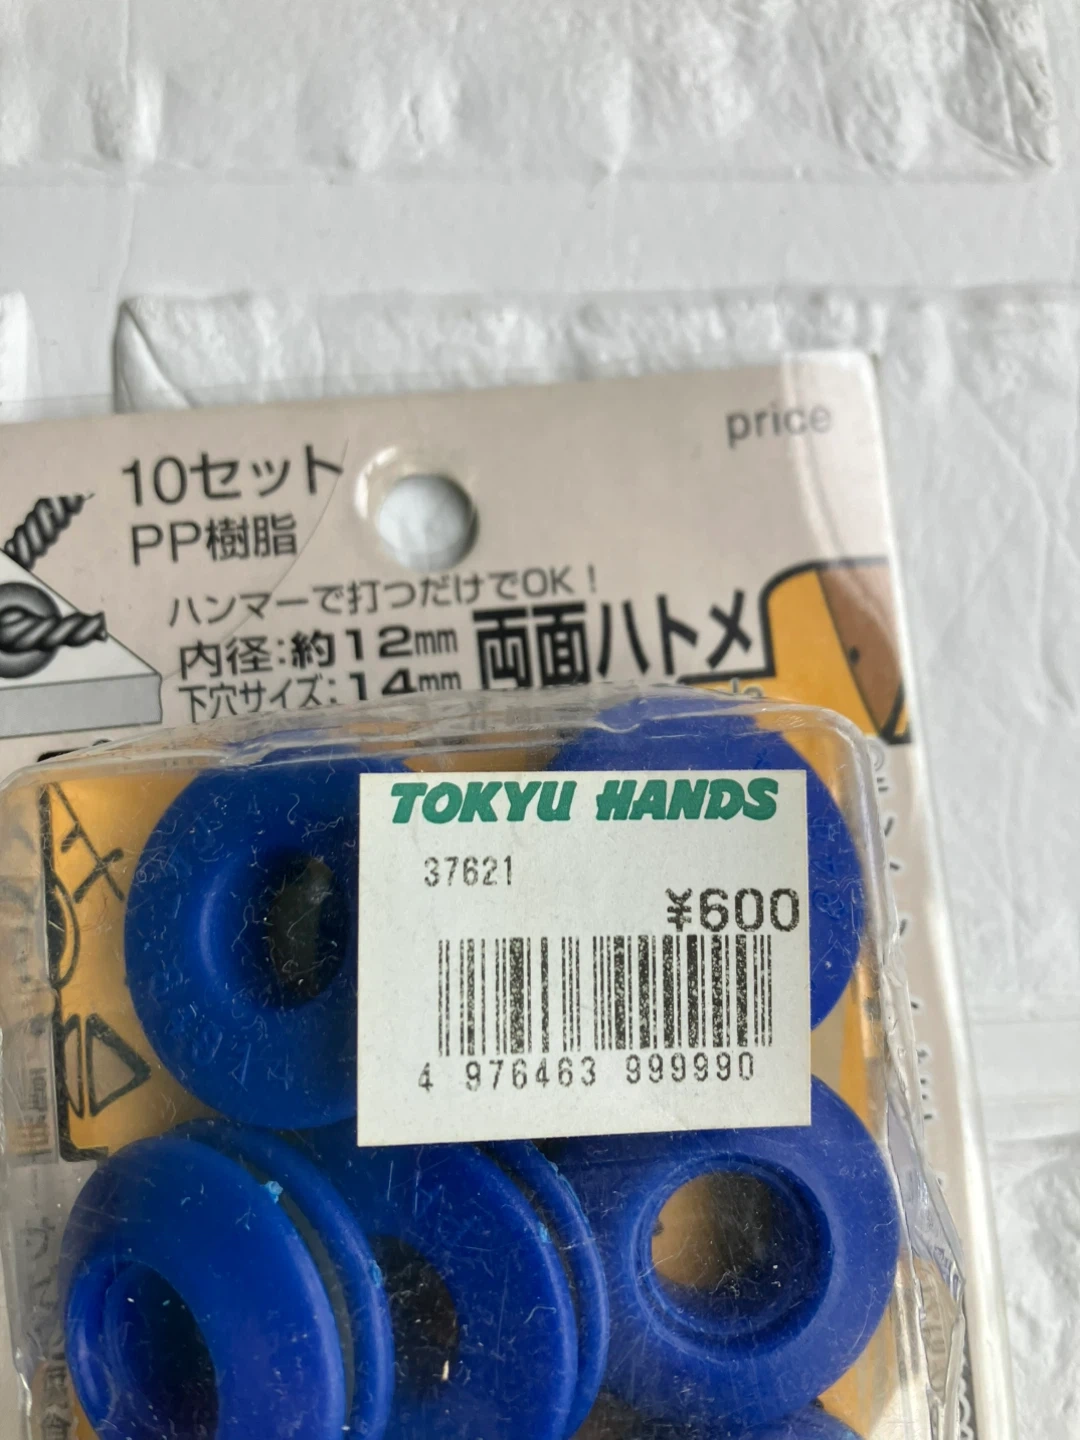 price
10セット
PP樹脂
ハンマーで打つだけでOK！
内径:約12mm
両面ハトメ
下穴サイズ:14mm
TOKYU HANDS
37621
¥600
4 976463 999990